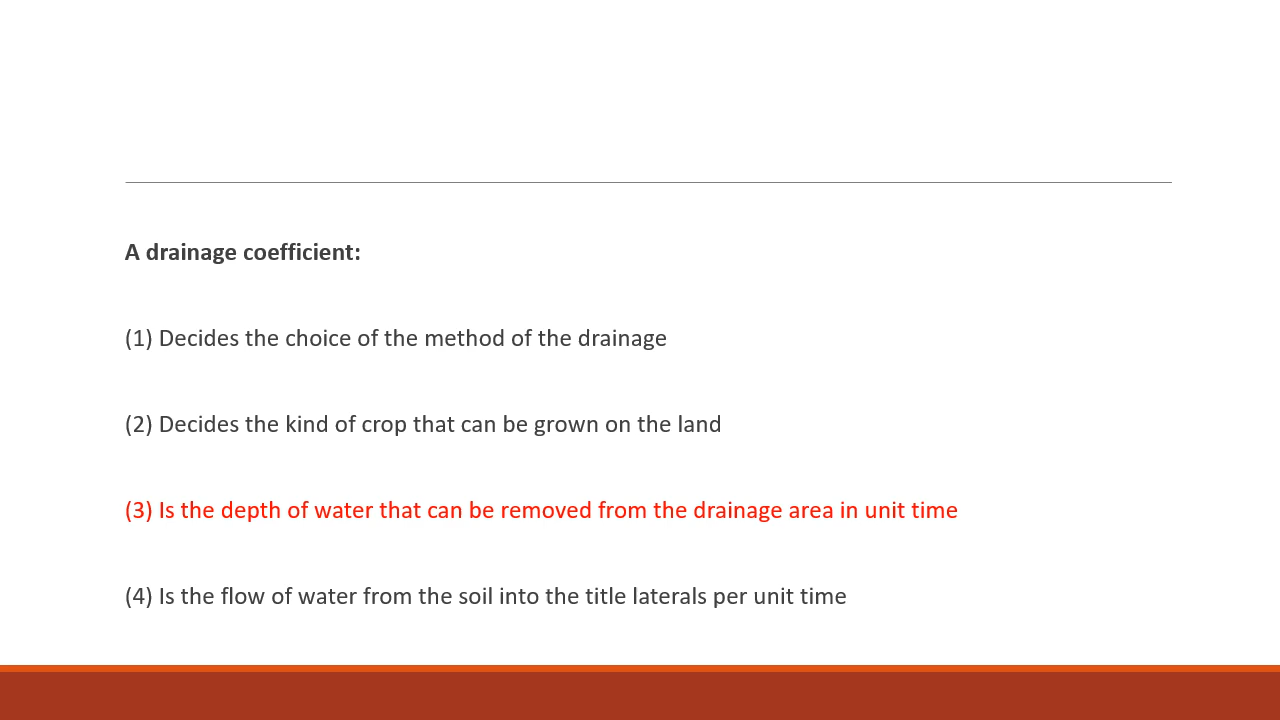 A drainage coefficient:
(1) Decides the choice of the method of the drainage
(2) Decides the kind of crop that can be grown on the land
(3) Is the depth of water that can be removed from the drainage area in unit time
(4) Is the flow of water from the soil into the title laterals per unit time